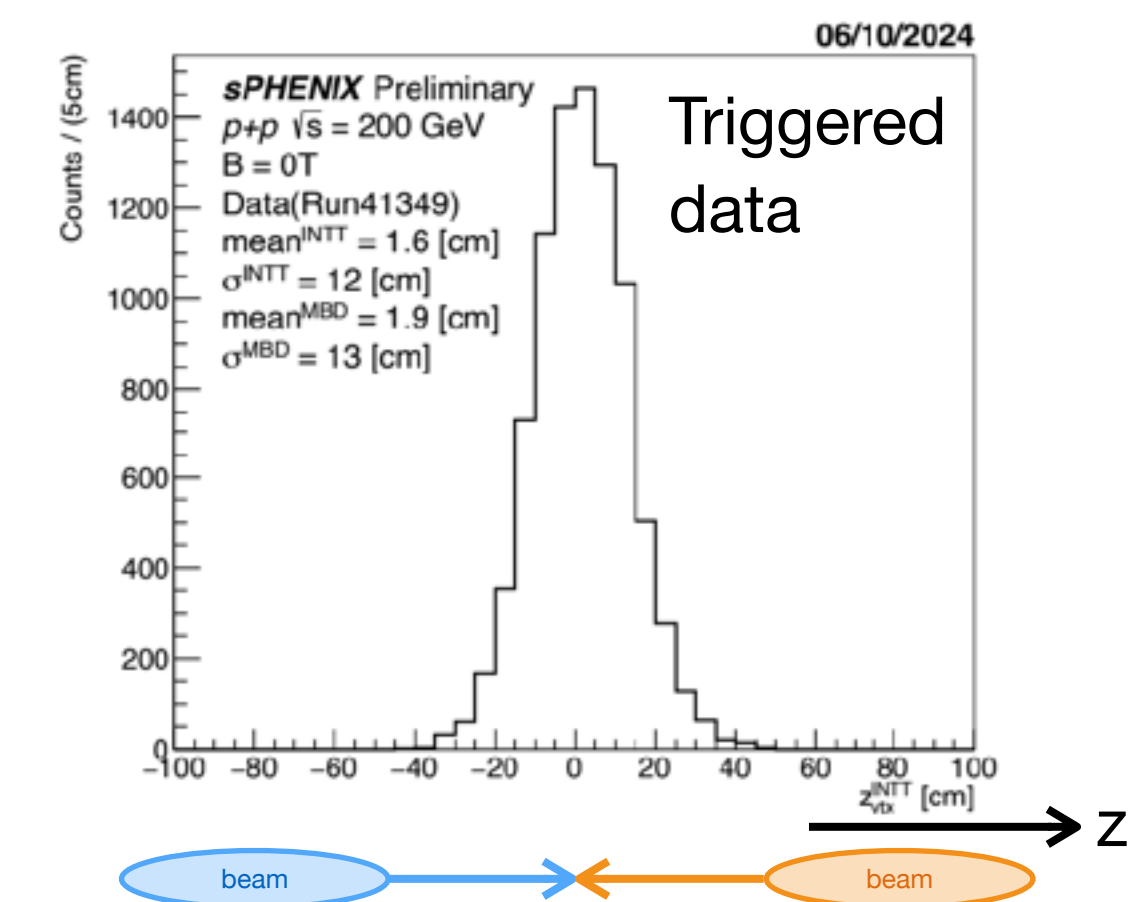 06/10/2024
Counts / (5cm)
sPHENIX Preliminary
p+p √s = 200 GeV
B = 0T
Data(Run41349)
mean^INTT = 1.6 [cm]
σ^INTT = 12 [cm]
mean^MBD = 1.9 [cm]
σ^MBD = 13 [cm]
Triggered
data
1400
1200
1000
800
600
400
200
0
−100 −80 −60 −40 −20 0 20 40 60 80 100
z_vtx^INTT [cm]
z
beam beam